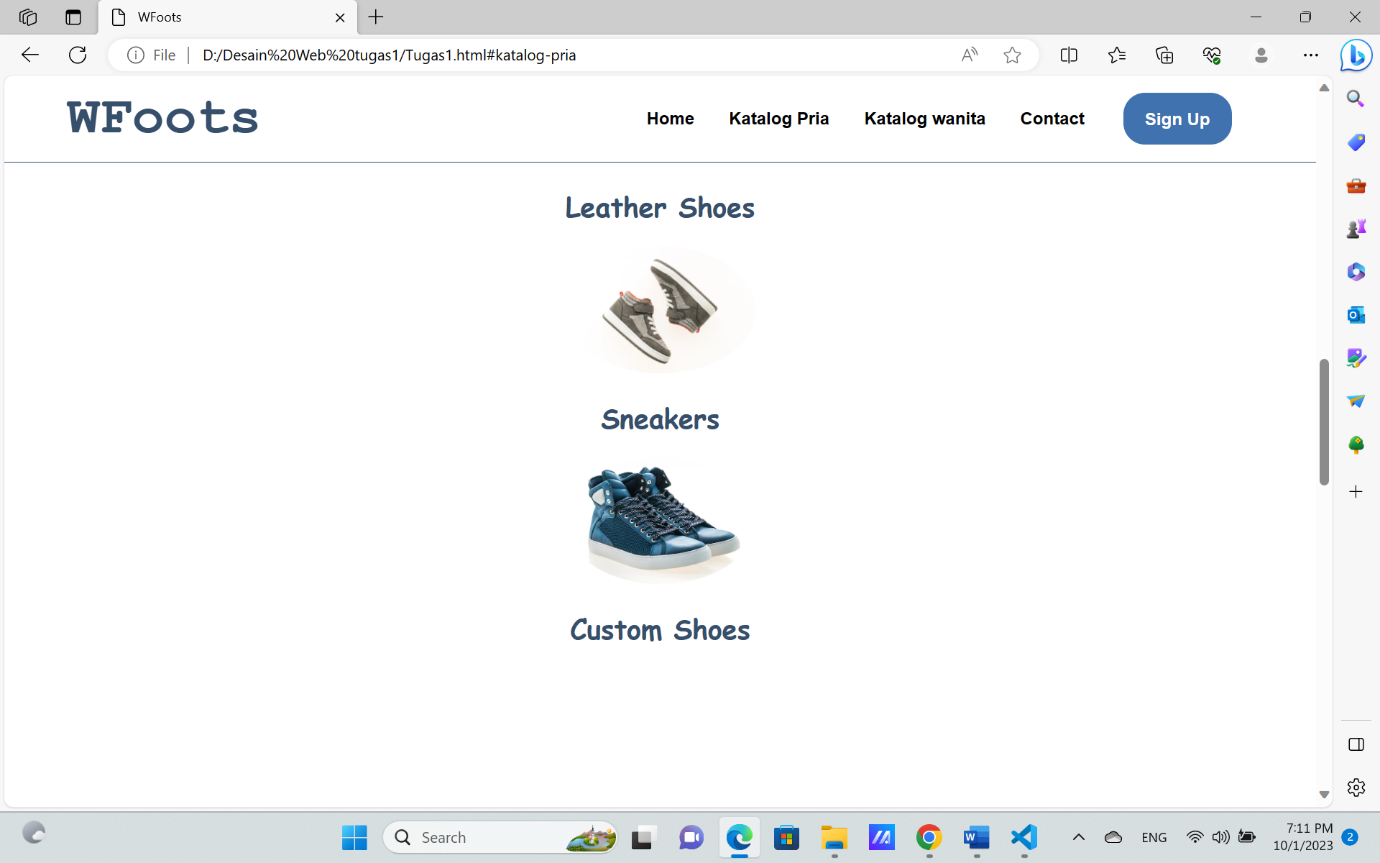 WFoots
File
D:/Desain%20Web%20tugas1/Tugas1.html#katalog-pria
WFoots
Home
Katalog Pria
Katalog wanita
Contact
Sign Up
Leather Shoes
Sneakers
Custom Shoes
Search
ENG
7:11 PM
10/1/2023
2